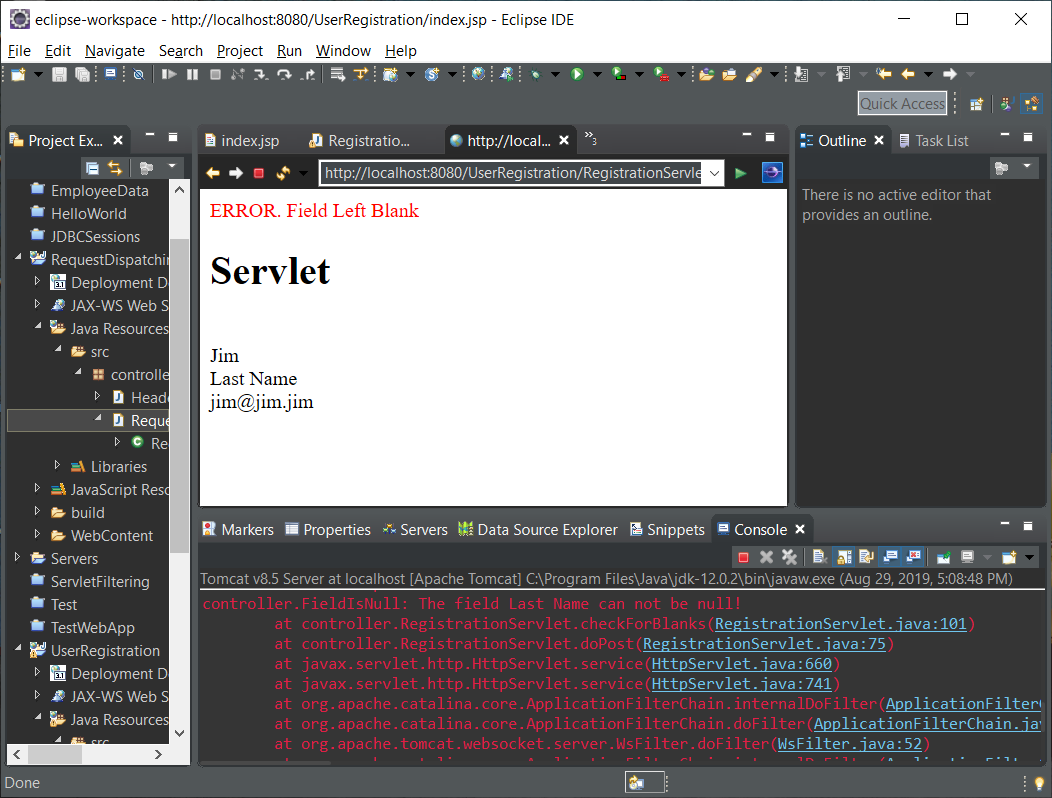 eclipse-workspace - http://localhost:8080/UserRegistration/index.jsp - Eclipse IDE
File Edit Navigate Search Project Run Window Help
Quick Access
Project Ex...
EmployeeData
HelloWorld
JDBCSessions
RequestDispatchin
Deployment D
JAX-WS Web S
Java Resources
src
controlle
Heade
Reque
Re
Libraries
JavaScript Reso
build
WebContent
Servers
ServletFiltering
Test
TestWebApp
UserRegistration
Deployment D
JAX-WS Web S
Java Resources
src
index.jsp Registratio... http://local... »3
http://localhost:8080/UserRegistration/RegistrationServle
ERROR. Field Left Blank
Servlet
Jim
Last Name
jim@jim.jim
Outline Task List
There is no active editor that
provides an outline.
Markers Properties Servers Data Source Explorer Snippets Console
Tomcat v8.5 Server at localhost [Apache Tomcat] C:\Program Files\Java\jdk-12.0.2\bin\javaw.exe (Aug 29, 2019, 5:08:48 PM)
controller.FieldIsNull: The field Last Name can not be null!
at controller.RegistrationServlet.checkForBlanks(RegistrationServlet.java:101)
at controller.RegistrationServlet.doPost(RegistrationServlet.java:75)
at javax.servlet.http.HttpServlet.service(HttpServlet.java:660)
at javax.servlet.http.HttpServlet.service(HttpServlet.java:741)
at org.apache.catalina.core.ApplicationFilterChain.internalDoFilter(ApplicationFilter
at org.apache.catalina.core.ApplicationFilterChain.doFilter(ApplicationFilterChain.jav
at org.apache.tomcat.websocket.server.WsFilter.doFilter(WsFilter.java:52)
Done